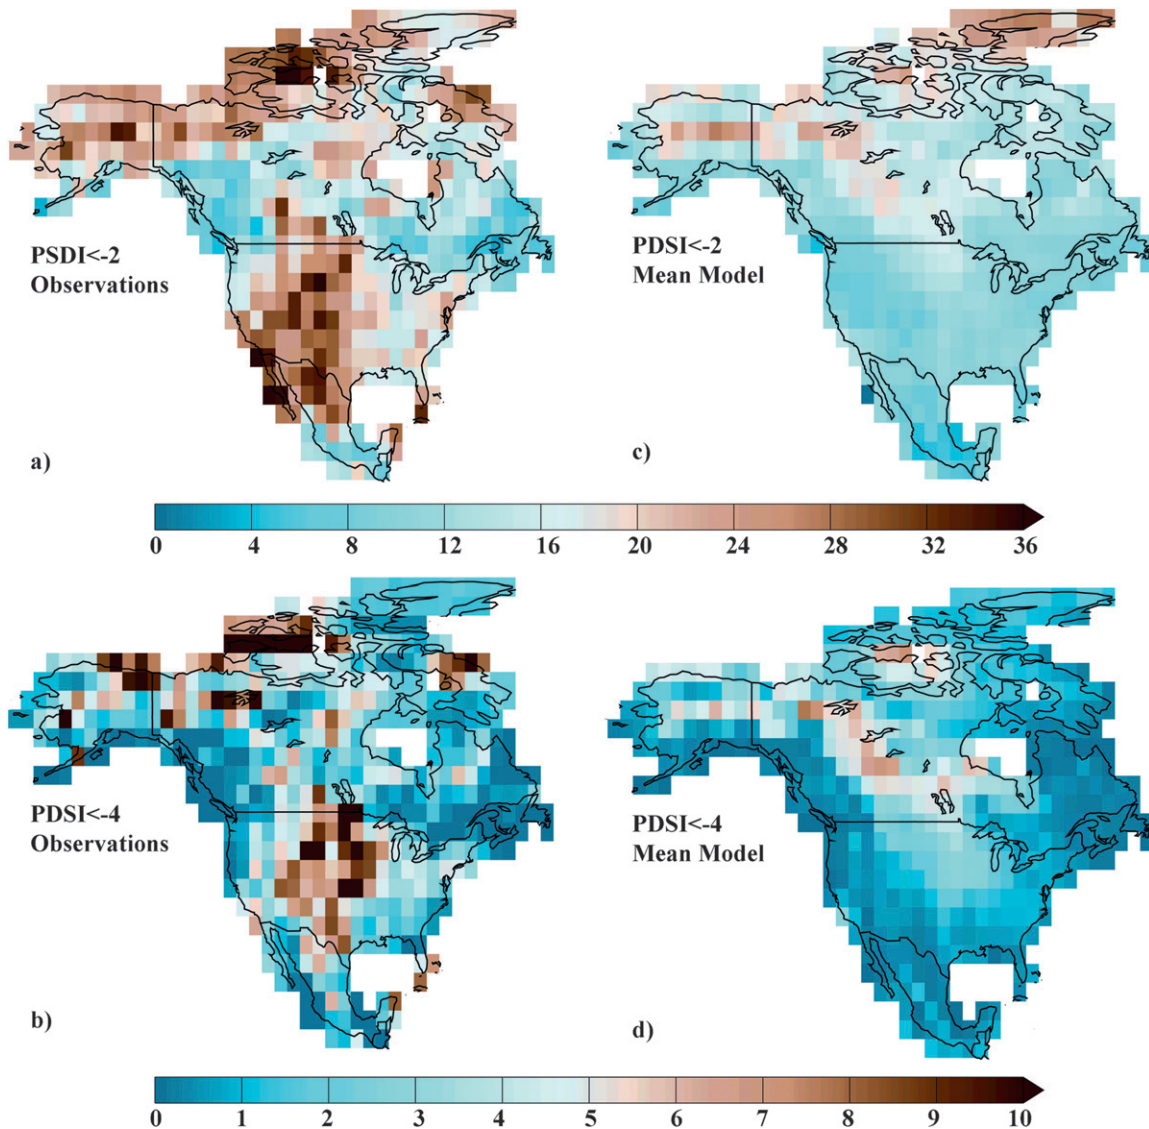 PSDI<-2
Observations
a)
PDSI<-2
Mean Model
c)
0 4 8 12 16 20 24 28 32 36
PDSI<-4
Observations
b)
PDSI<-4
Mean Model
d)
0 1 2 3 4 5 6 7 8 9 10